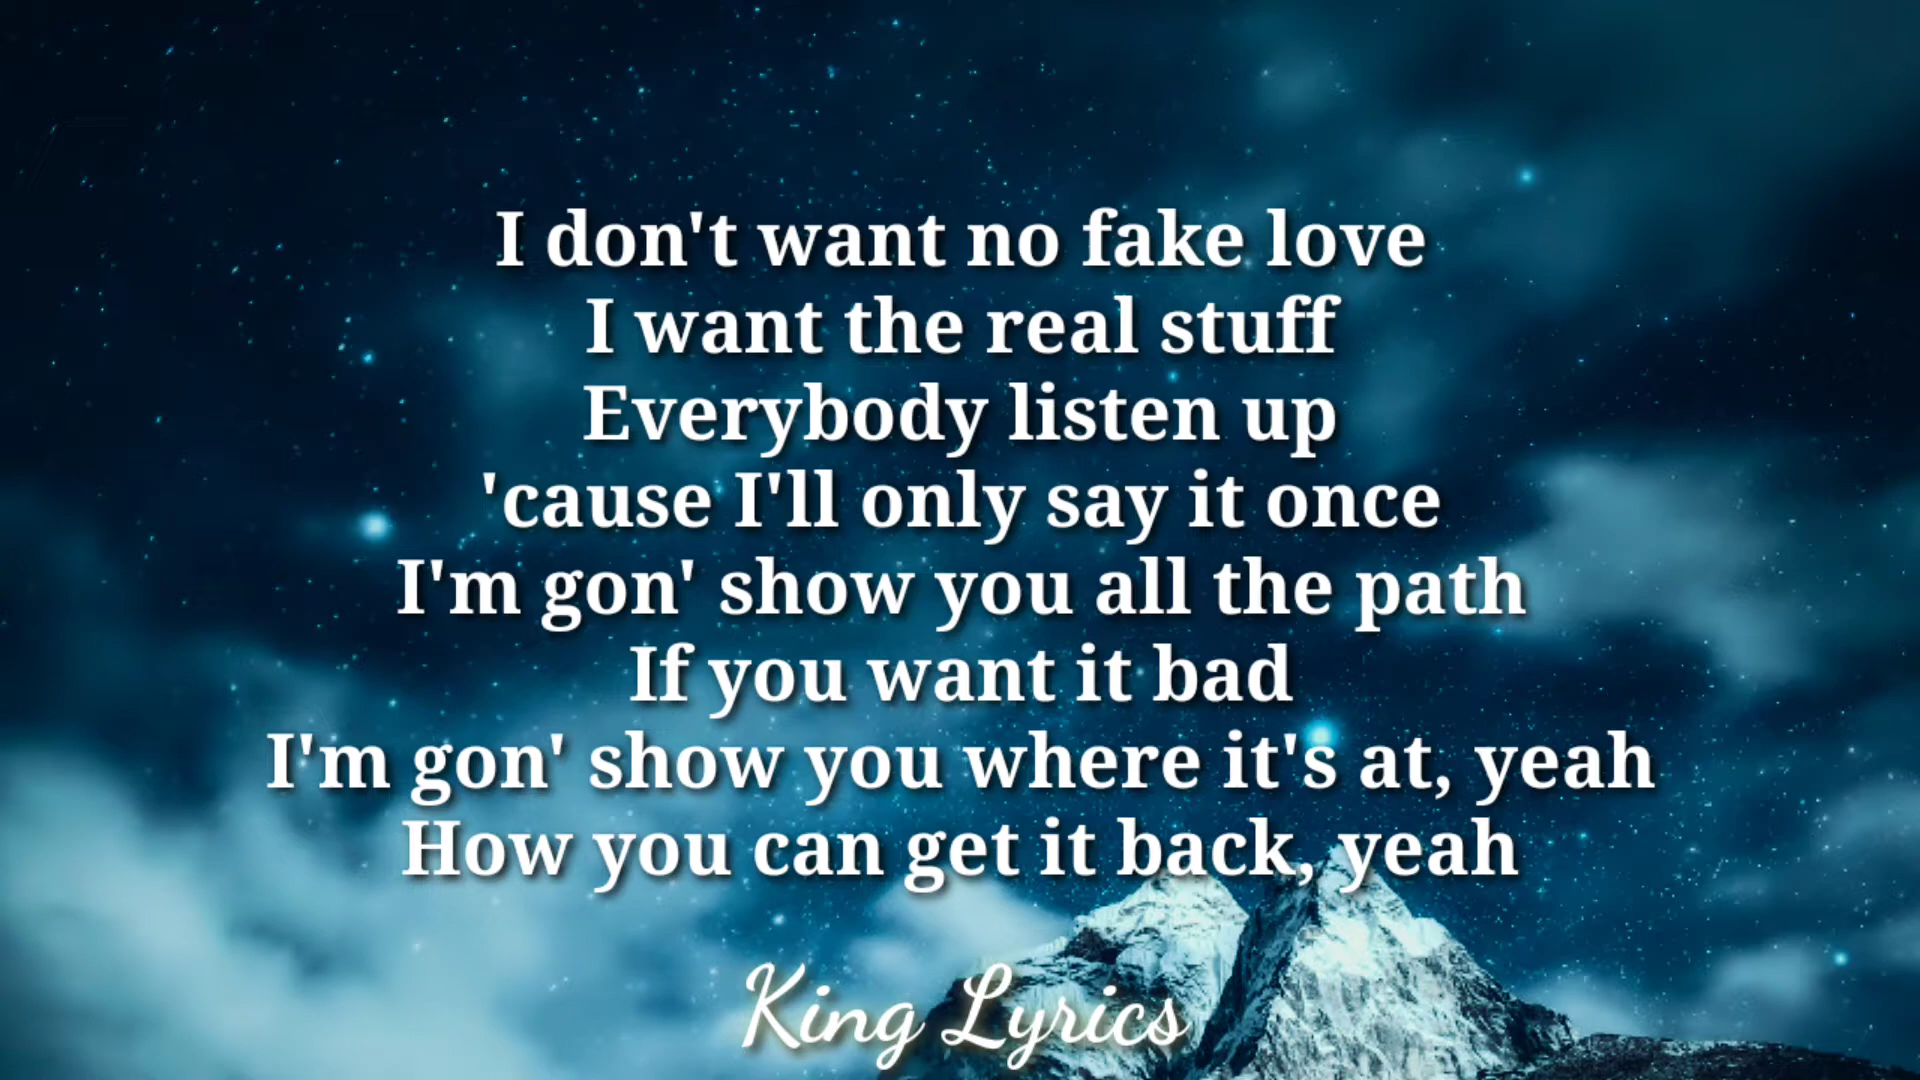 I don't want no fake love
I want the real stuff
Everybody listen up
'cause I'll only say it once
I'm gon' show you all the path
If you want it bad
I'm gon' show you where it's at, yeah
How you can get it back, yeah
King Lyrics